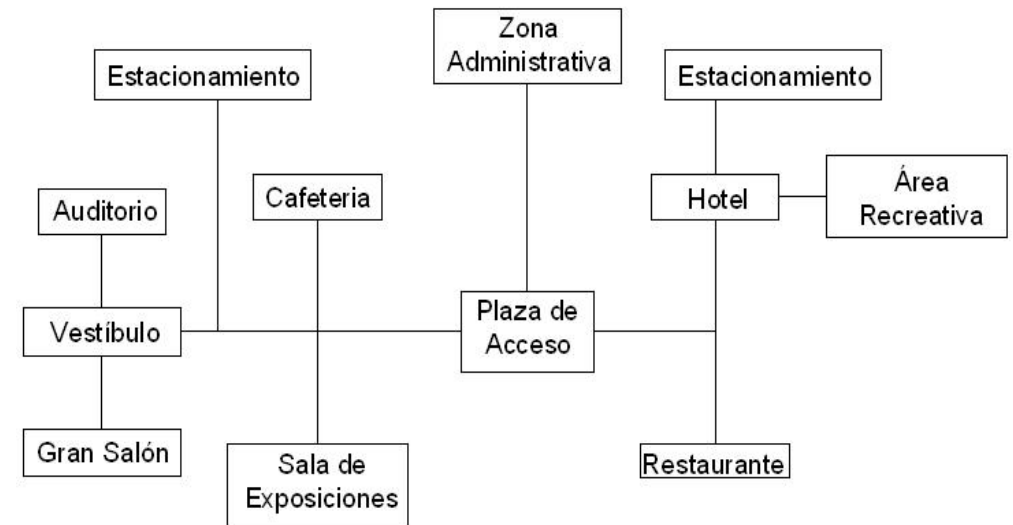 Zona
Administrativa
Estacionamiento
Estacionamiento
Área
Recreativa
Cafeteria
Hotel
Auditorio
Plaza de
Acceso
Vestíbulo
Gran Salón
Sala de
Exposiciones
Restaurante